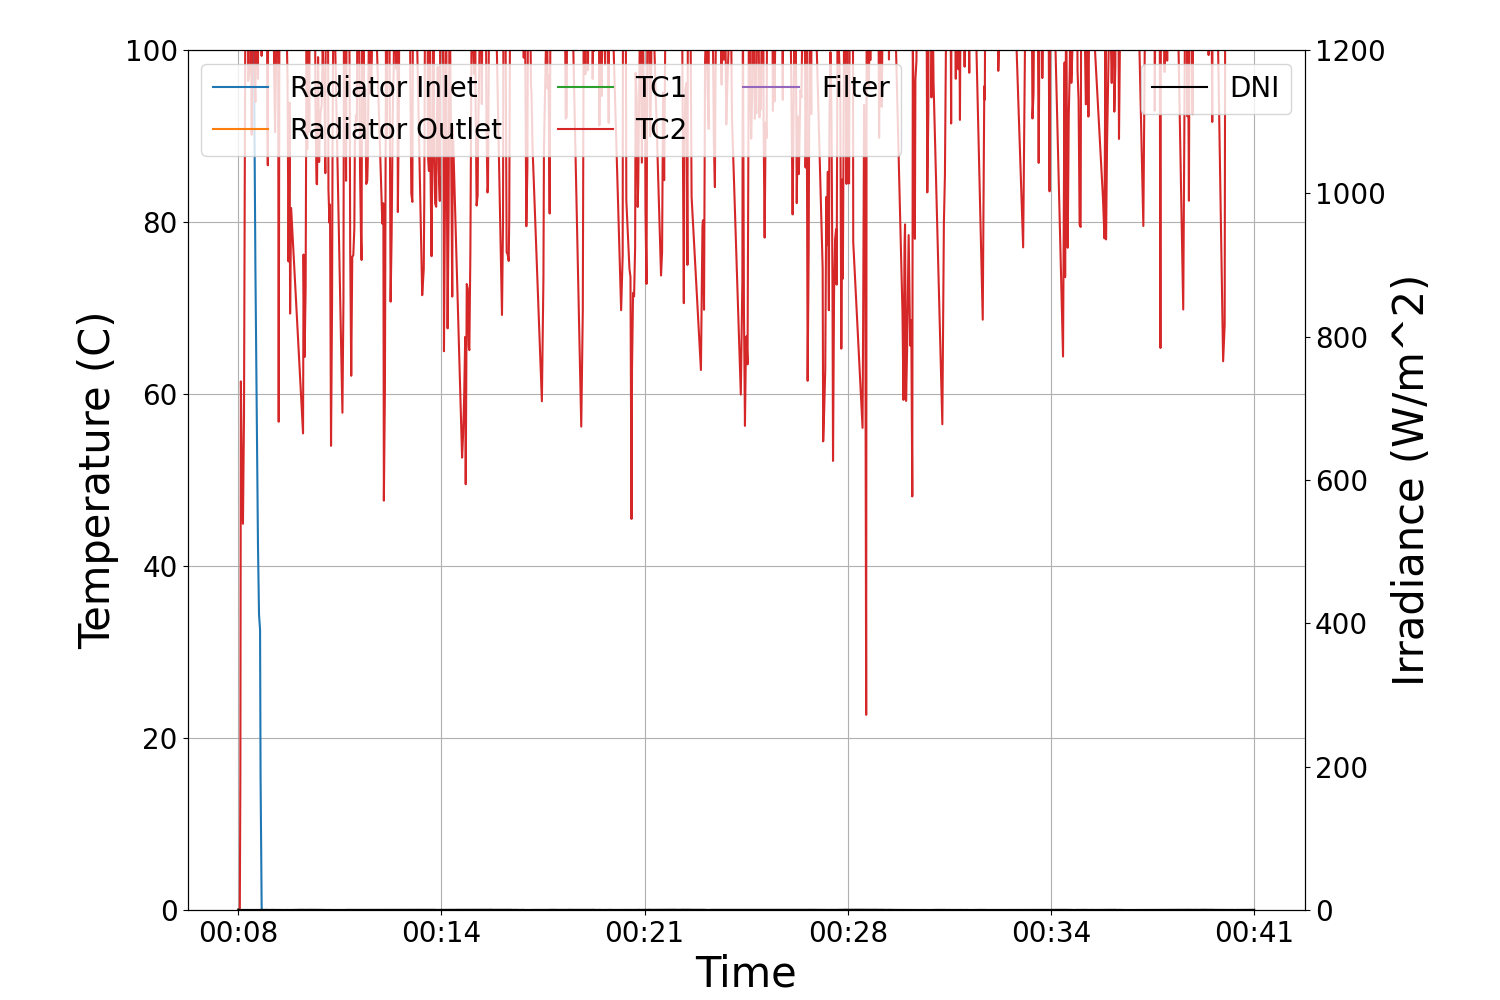 100
80
60
40
20
0
Temperature (C)
Radiator Inlet
Radiator Outlet
TC1
TC2
Filter
DNI
1200
1000
800
600
400
200
0
Irradiance (W/m^2)
00:08 00:14 00:21 00:28 00:34 00:41
Time